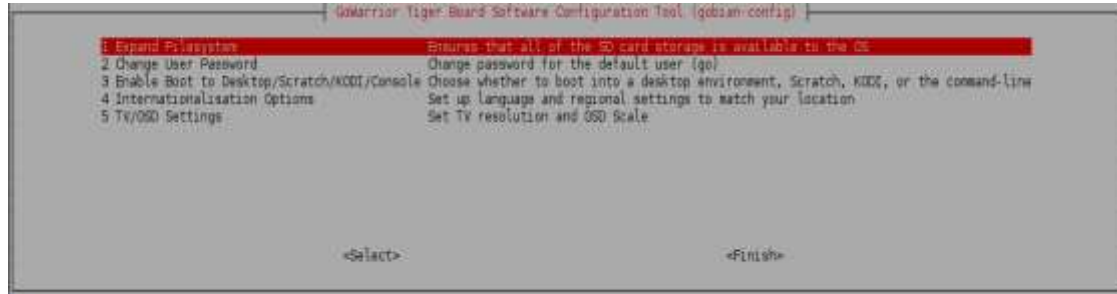 GoWarrior Tiger Board Software Configuration Tool (gobian-config)
1 Expand Filesystem Ensures that all of the SD card storage is available to the OS
2 Change User Password Change password for the default user (go)
3 Enable Boot to Desktop/Scratch/KODI/Console Choose whether to boot into a desktop environment, Scratch, KODI, or the command-line
4 Internationalisation Options Set up language and regional settings to match your location
5 TV/OSD Settings Set TV resolution and OSD Scale
<Select> <Finish>